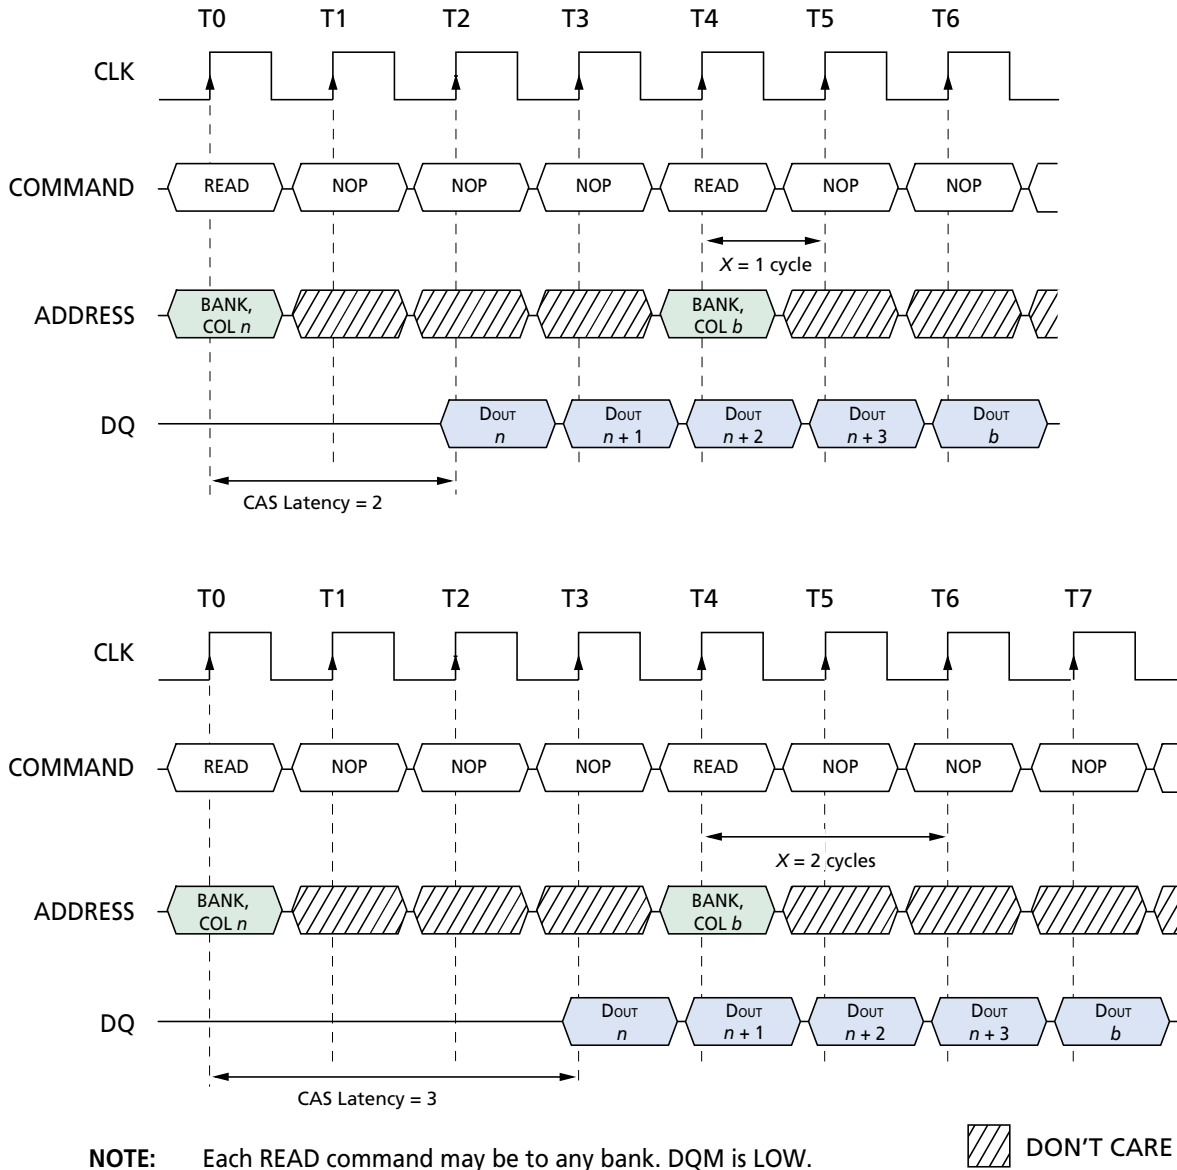 T0 T1 T2 T3 T4 T5 T6
CLK
COMMAND READ NOP NOP NOP READ NOP NOP
X = 1 cycle
ADDRESS BANK, COL n BANK, COL b
DQ DOUT n DOUT n + 1 DOUT n + 2 DOUT n + 3 DOUT b
CAS Latency = 2
T0 T1 T2 T3 T4 T5 T6 T7
CLK
COMMAND READ NOP NOP NOP READ NOP NOP NOP
X = 2 cycles
ADDRESS BANK, COL n BANK, COL b
DQ DOUT n DOUT n + 1 DOUT n + 2 DOUT n + 3 DOUT b
CAS Latency = 3
NOTE: Each READ command may be to any bank. DQM is LOW.
DON'T CARE